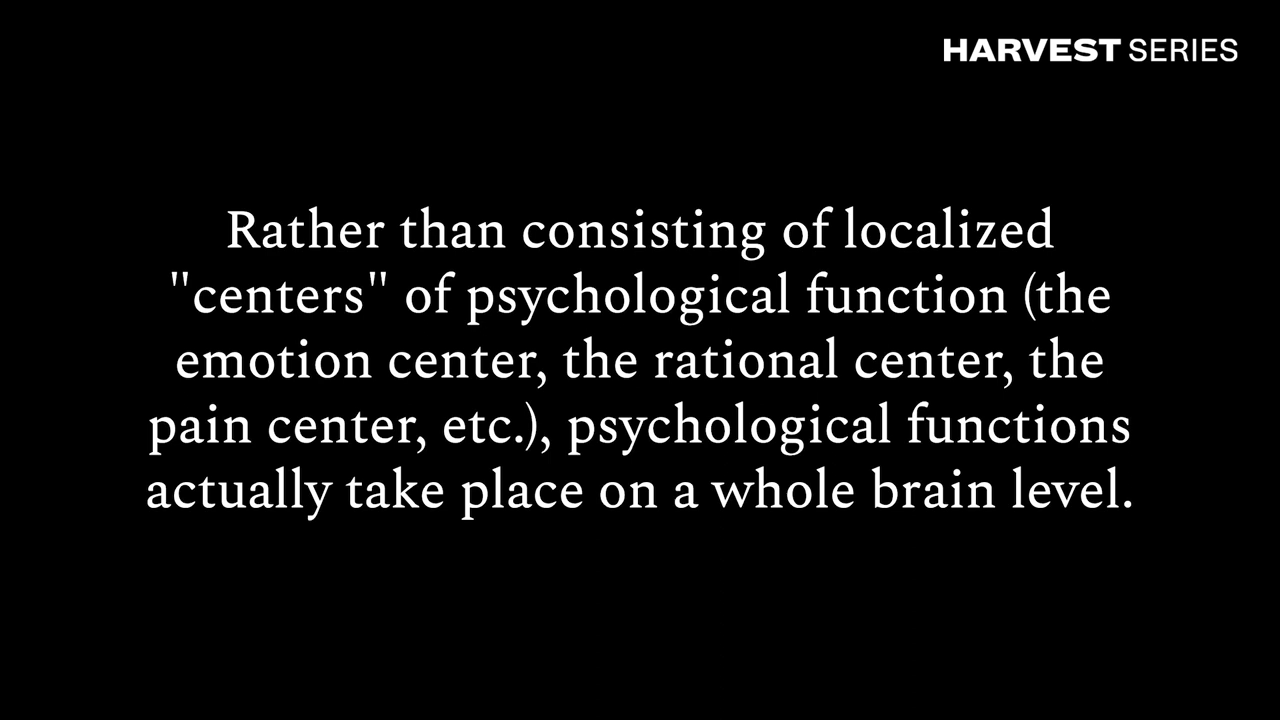 HARVEST SERIES
Rather than consisting of localized
"centers" of psychological function (the
emotion center, the rational center, the
pain center, etc.), psychological functions
actually take place on a whole brain level.